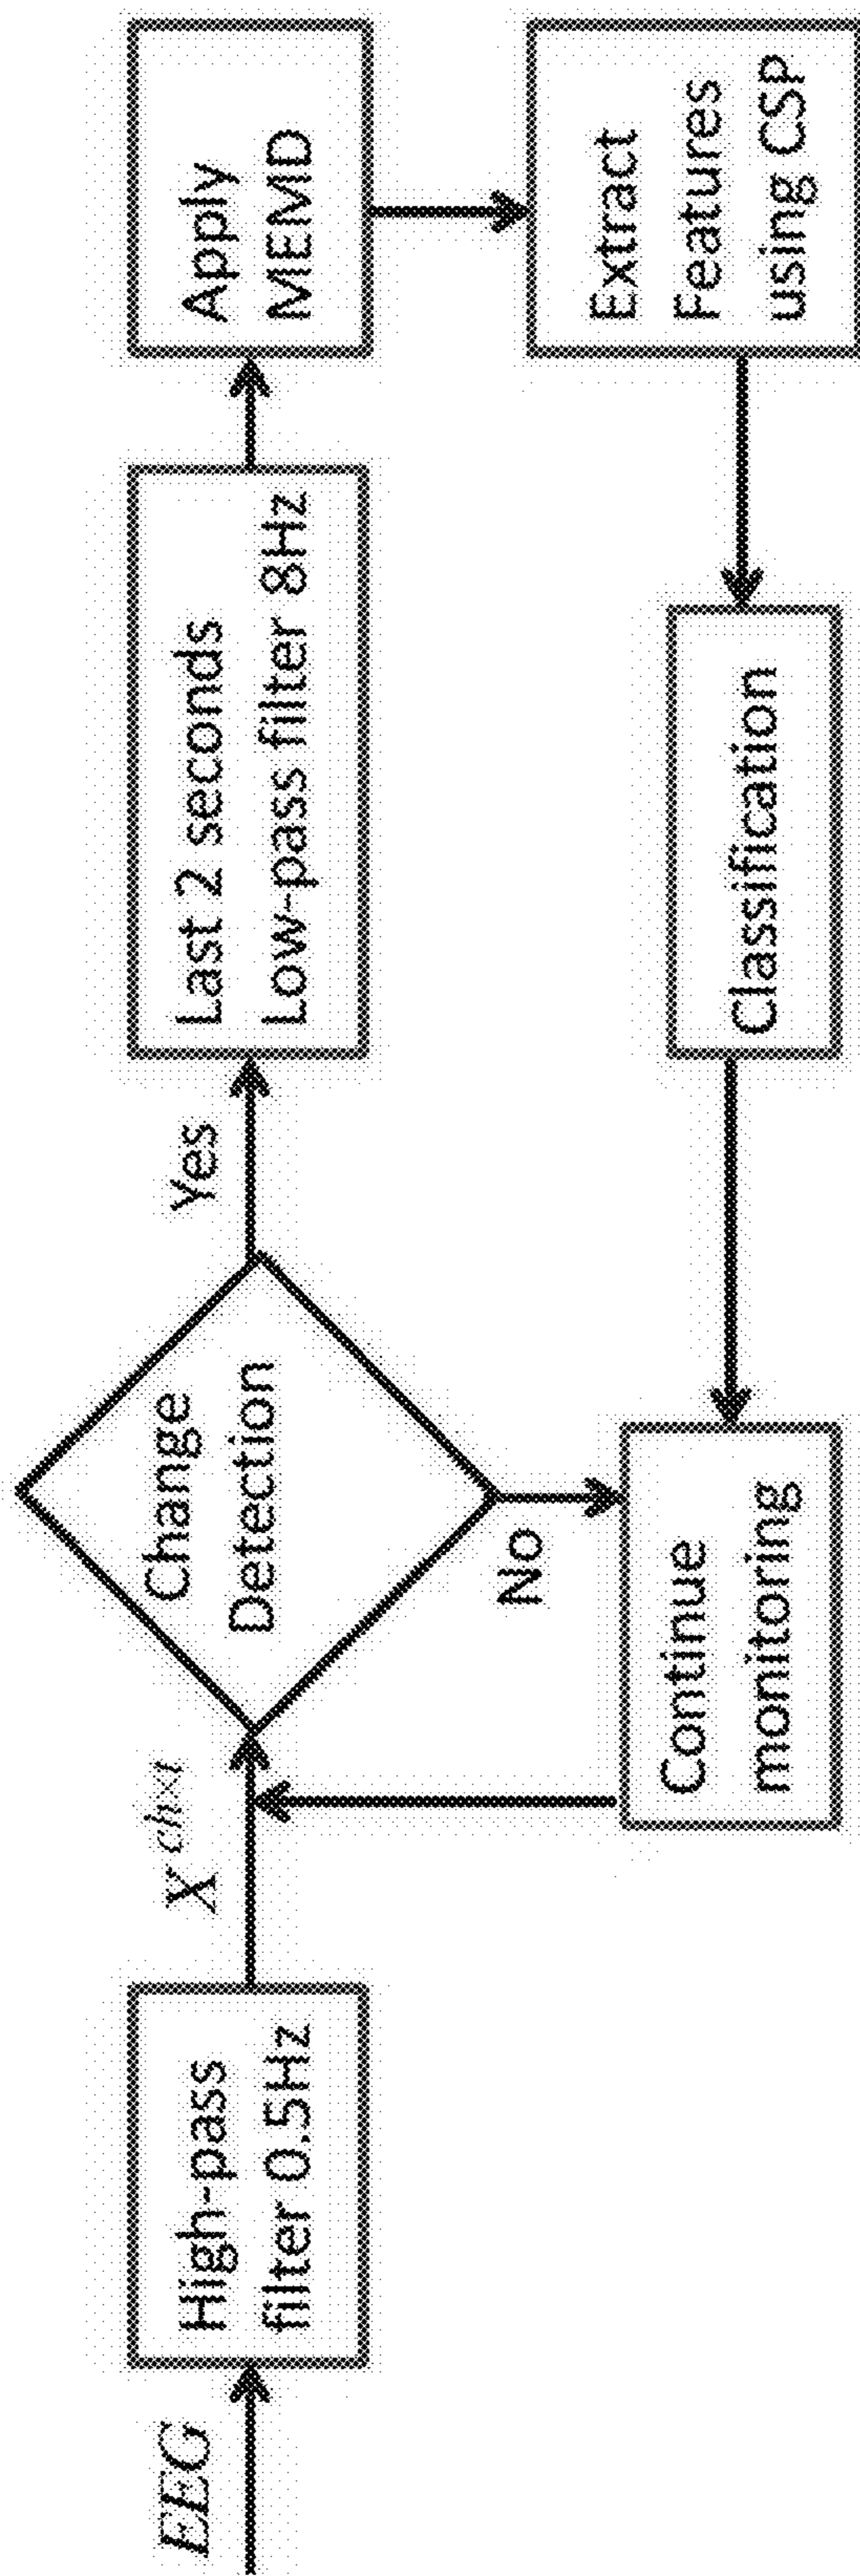 EEG
High-pass
filter 0.5Hz
X^ch×t
Change
Detection
Yes
No
Last 2 seconds
Low-pass filter 8Hz
Apply
MEMD
Extract
Features
using CSP
Classification
Continue
monitoring